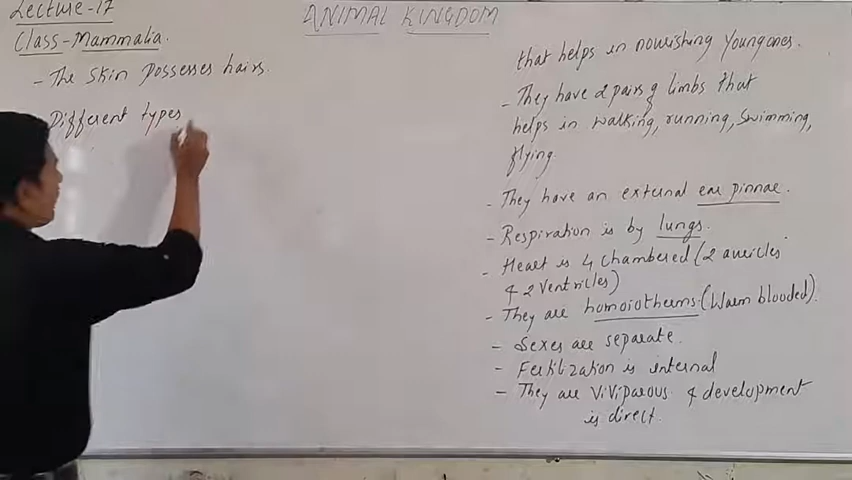 Lecture-17
ANIMAL KINGDOM
Class-Mammalia.
- The Skin Possesses hairs.
Different types
that helps in nourishing Young ones.
- They have 2 pairs of limbs that
helps in walking, running, Swimming,
flying.
- They have an external ear pinnae.
- Respiration is by lungs.
- Heart is 4 chambered (2 auricles
& 2 Ventricles)
- They are homoiotherms (Warm blooded).
- Sexes are separate.
- Fertilization is internal
- They are ViViparous & development
is direct.